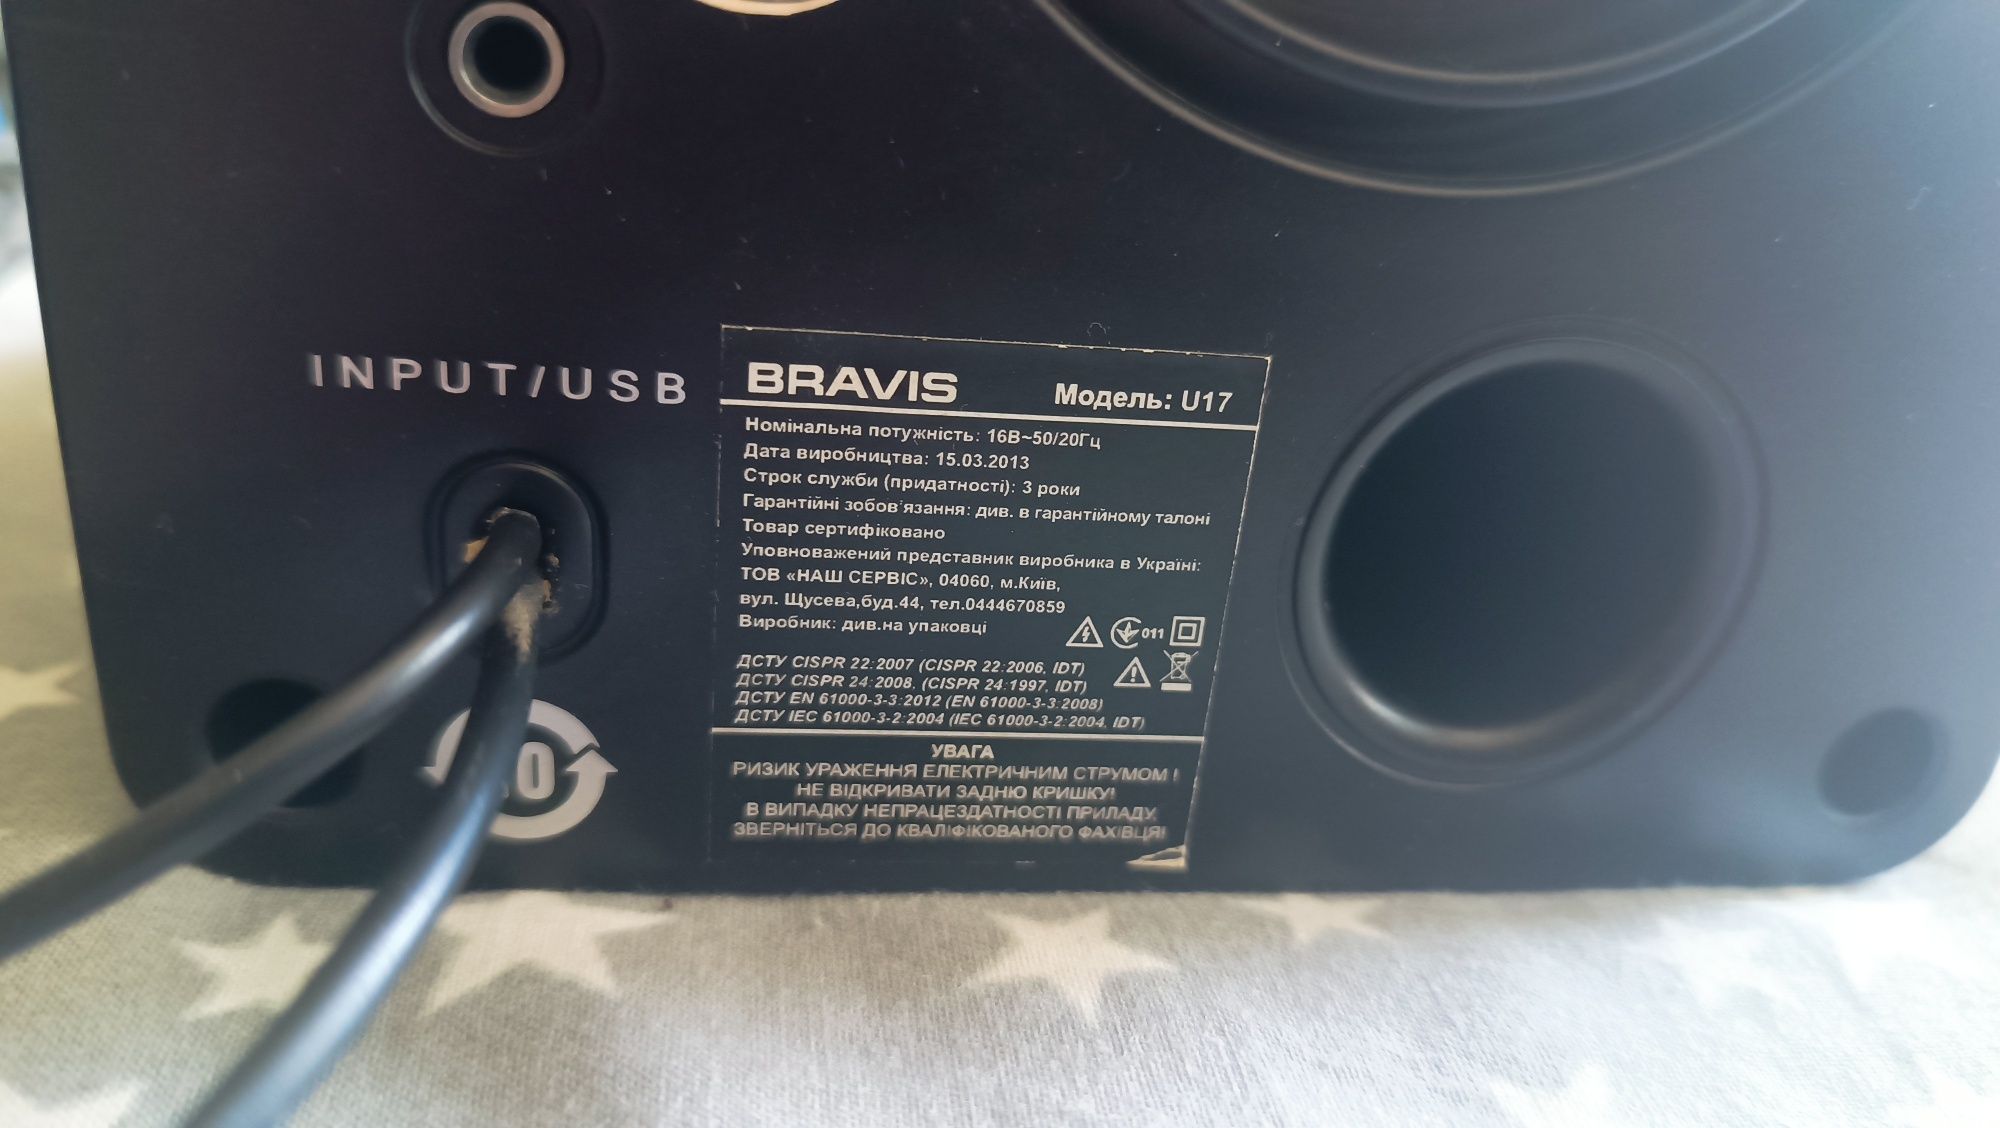 INPUT/USB
BRAVIS Модель: U17
Номінальна потужність: 16В~50/20Гц
Дата виробництва: 15.03.2013
Строк служби (придатності): 3 роки
Гарантійні зобов'язання: див. в гарантійному талоні
Товар сертифіковано
Уповноважений представник виробника в Україні:
ТОВ «НАШ СЕРВІС», 04060, м.Київ,
вул. Щусева,буд.44, тел.0444670859
Виробник: див.на упаковці
011
ДСТУ CISPR 22:2007 (CISPR 22:2006, IDT)
ДСТУ CISPR 24:2008, (CISPR 24:1997, IDT)
ДСТУ EN 61000-3-3:2012 (EN 61000-3-3:2008)
ДСТУ IEC 61000-3-2:2004 (IEC 61000-3-2:2004, IDT)
УВАГА
РИЗИК УРАЖЕННЯ ЕЛЕКТРИЧНИМ СТРУМОМ !
НЕ ВІДКРИВАТИ ЗАДНЮ КРИШКУ!
В ВИПАДКУ НЕПРАЦЕЗДАТНОСТІ ПРИЛАДУ,
ЗВЕРНІТЬСЯ ДО КВАЛІФІКОВАНОГО ФАХІВЦЯ!